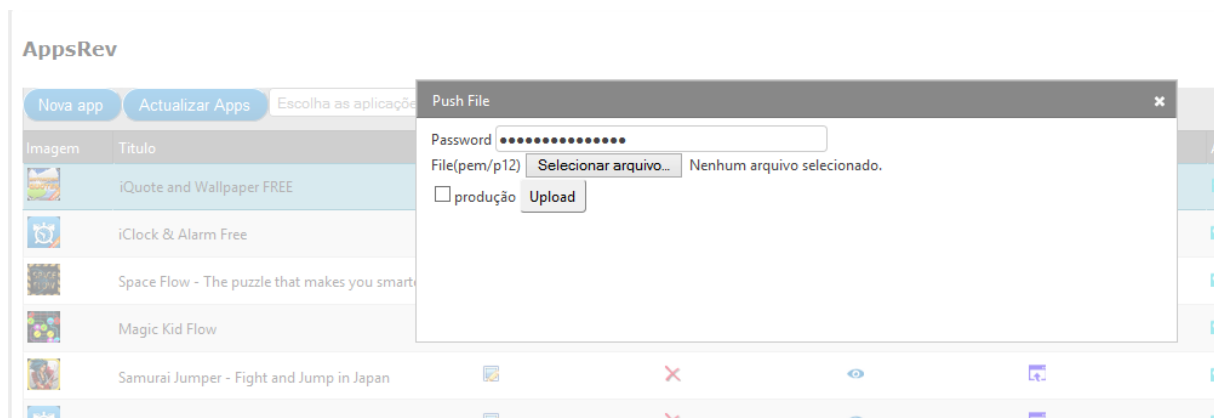 AppsRev
Nova app Actualizar Apps Escolha as aplicaçõe
Push File
Password
File(pem/p12) Selecionar arquivo... Nenhum arquivo selecionado.
produção Upload
Imagem Titulo
iQuote and Wallpaper FREE
iClock & Alarm Free
Space Flow - The puzzle that makes you smarte
Magic Kid Flow
Samurai Jumper - Fight and Jump in Japan